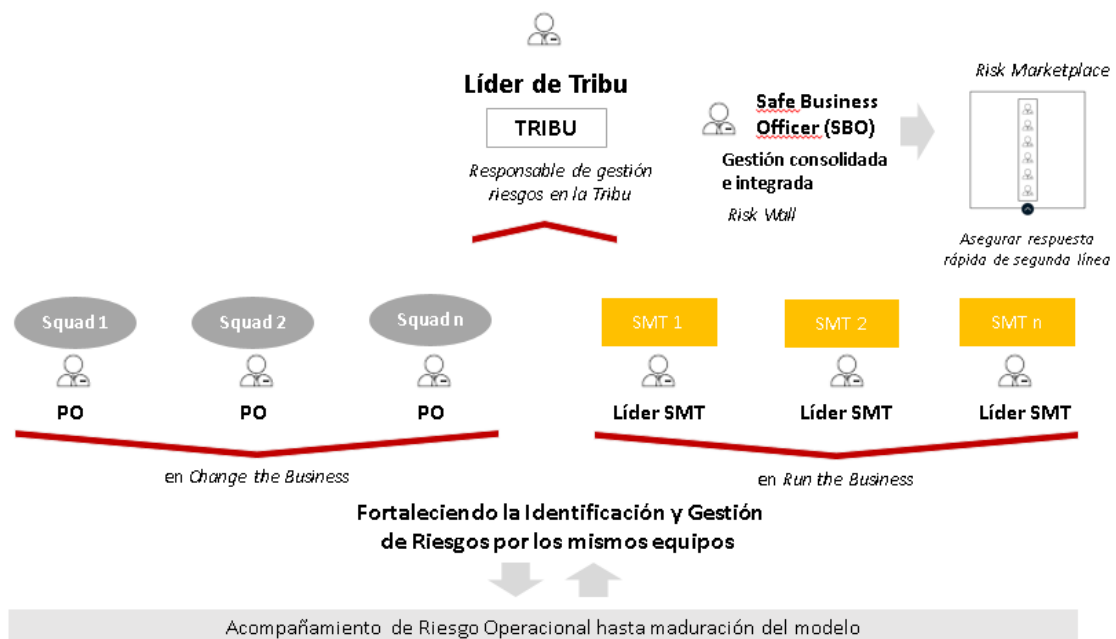 Líder de Tribu
TRIBU
Responsable de gestión
riesgos en la Tribu
Safe Business
Officer (SBO)
Gestión consolidada
e integrada
Risk Wall
Risk Marketplace
Asegurar respuesta
rápida de segunda línea
Squad 1
Squad 2
Squad n
SMT 1
SMT 2
SMT n
PO
PO
PO
Líder SMT
Líder SMT
Líder SMT
en Change the Business
en Run the Business
Fortaleciendo la Identificación y Gestión
de Riesgos por los mismos equipos
Acompañamiento de Riesgo Operacional hasta maduración del modelo